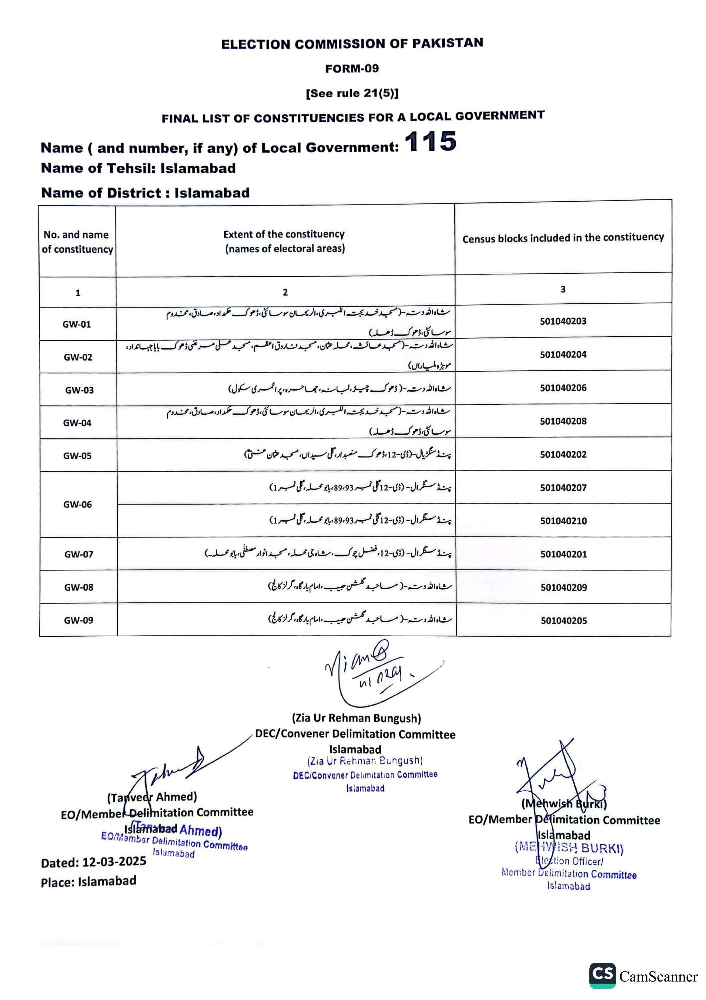 ELECTION COMMISSION OF PAKISTAN
FORM-09
[See rule 21(5)]
FINAL LIST OF CONSTITUENCIES FOR A LOCAL GOVERNMENT
Name ( and number, if any) of Local Government: 115
Name of Tehsil: Islamabad
Name of District : Islamabad
No. and name of constituency
Extent of the constituency (names of electoral areas)
Census blocks included in the constituency
1 2 3
GW-01
شاہ اللہ دتہ-(مسجد خدیجتہ الکبری،الریحان سوسائٹی،ڈھوک حکمداد،صادق،مخدوم
سوسائٹی،ڈھوک ڈھلہ)
501040203
GW-02
شاہ اللہ دتہ-(مسجد عائشہ،محلہ عثمان،مسجد فاروق اعظم،مسجد علی مرتضی ڈھوک بابا جہانداد،
موہڑہ ملیاراں)
501040204
GW-03
شاہ اللہ دتہ-( ڈھوک چیڑ،لبانہ،جھاجرہ،پرائمری سکول)
501040206
GW-04
شاہ اللہ دتہ-(مسجد خدیجتہ الکبری،الریحان سوسائٹی،ڈھوک حکمداد،صادق،مخدوم
سوسائٹی،ڈھوک ڈھلہ)
501040208
GW-05
پنڈ سنگڑیال-(ڈی-12،ڈھوک منصبدار،گلی سیداں،مسجد عثمان غنیؓ)
501040202
GW-06
پنڈ سنگرال- (ڈی-12 گلی نمبر 89،93،بابو محلہ،گلی نمبر 1)
501040207
پنڈ سنگرال- (ڈی-12 گلی نمبر 89،93،بابو محلہ،گلی نمبر 1)
501040210
GW-07
پنڈ سنگرال- (ڈی-12، فضل چوک، شاہ جی محلہ، مسجد انوار مصطفٰی، بابو محلہ۔)
501040201
GW-08
شاہ اللہ دتہ-( مساجد گلشن حبیب،امام بارگاہ،گرلز کالج)
501040209
GW-09
شاہ اللہ دتہ-( مساجد گلشن حبیب،امام بارگاہ،گرلز کالج)
501040205
(Zia Ur Rehman Bungush)
DEC/Convener Delimitation Committee
Islamabad
(Zia Ur Rehman Bungush)
DEC/Convener Delimitation Committee
Islamabad
(Tanveer Ahmed)
EO/Member Delimitation Committee
Islamabad
(Tanveer Ahmed)
EO/Member Delimitation Committee
Islamabad
(Mehwish Burki)
EO/Member Delimitation Committee
Islamabad
(MEHWISH BURKI)
Election Officer/
Member Delimitation Committee
Islamabad
Dated: 12-03-2025
Place: Islamabad
CS CamScanner